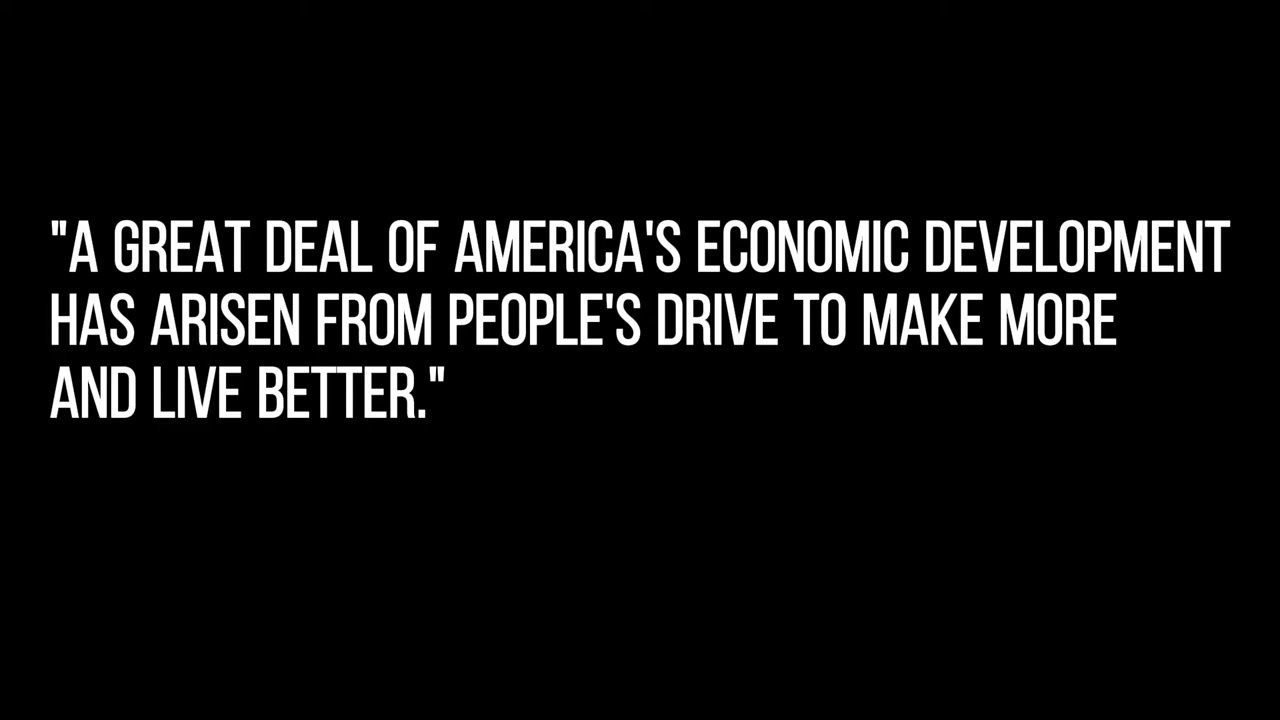 "A GREAT DEAL OF AMERICA'S ECONOMIC DEVELOPMENT
HAS ARISEN FROM PEOPLE'S DRIVE TO MAKE MORE
AND LIVE BETTER."